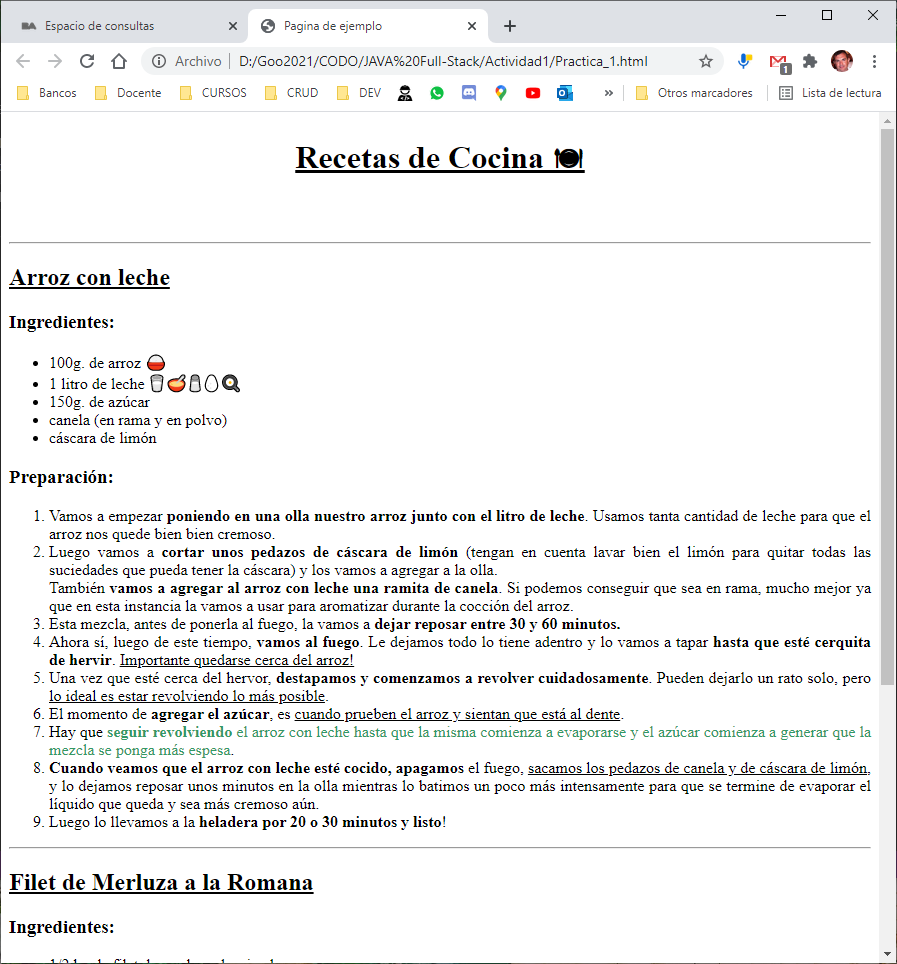 Espacio de consultas
Pagina de ejemplo
Archivo | D:/Goo2021/CODO/JAVA%20Full-Stack/Actividad1/Practica_1.html
1
Bancos Docente CURSOS CRUD DEV » Otros marcadores Lista de lectura
Recetas de Cocina 🍽
Arroz con leche
Ingredientes:
• 100g. de arroz
• 1 litro de leche
• 150g. de azúcar
• canela (en rama y en polvo)
• cáscara de limón
Preparación:
1. Vamos a empezar poniendo en una olla nuestro arroz junto con el litro de leche. Usamos tanta cantidad de leche para que el
arroz nos quede bien bien cremoso.
2. Luego vamos a cortar unos pedazos de cáscara de limón (tengan en cuenta lavar bien el limón para quitar todas las
suciedades que pueda tener la cáscara) y los vamos a agregar a la olla.
También vamos a agregar al arroz con leche una ramita de canela. Si podemos conseguir que sea en rama, mucho mejor ya
que en esta instancia la vamos a usar para aromatizar durante la cocción del arroz.
3. Esta mezcla, antes de ponerla al fuego, la vamos a dejar reposar entre 30 y 60 minutos.
4. Ahora sí, luego de este tiempo, vamos al fuego. Le dejamos todo lo tiene adentro y lo vamos a tapar hasta que esté cerquita
de hervir. Importante quedarse cerca del arroz!
5. Una vez que esté cerca del hervor, destapamos y comenzamos a revolver cuidadosamente. Pueden dejarlo un rato solo, pero
lo ideal es estar revolviendo lo más posible.
6. El momento de agregar el azúcar, es cuando prueben el arroz y sientan que está al dente.
7. Hay que seguir revolviendo el arroz con leche hasta que la misma comienza a evaporarse y el azúcar comienza a generar que la
mezcla se ponga más espesa.
8. Cuando veamos que el arroz con leche esté cocido, apagamos el fuego, sacamos los pedazos de canela y de cáscara de limón,
y lo dejamos reposar unos minutos en la olla mientras lo batimos un poco más intensamente para que se termine de evaporar el
líquido que queda y sea más cremoso aún.
9. Luego lo llevamos a la heladera por 20 o 30 minutos y listo!
Filet de Merluza a la Romana
Ingredientes: